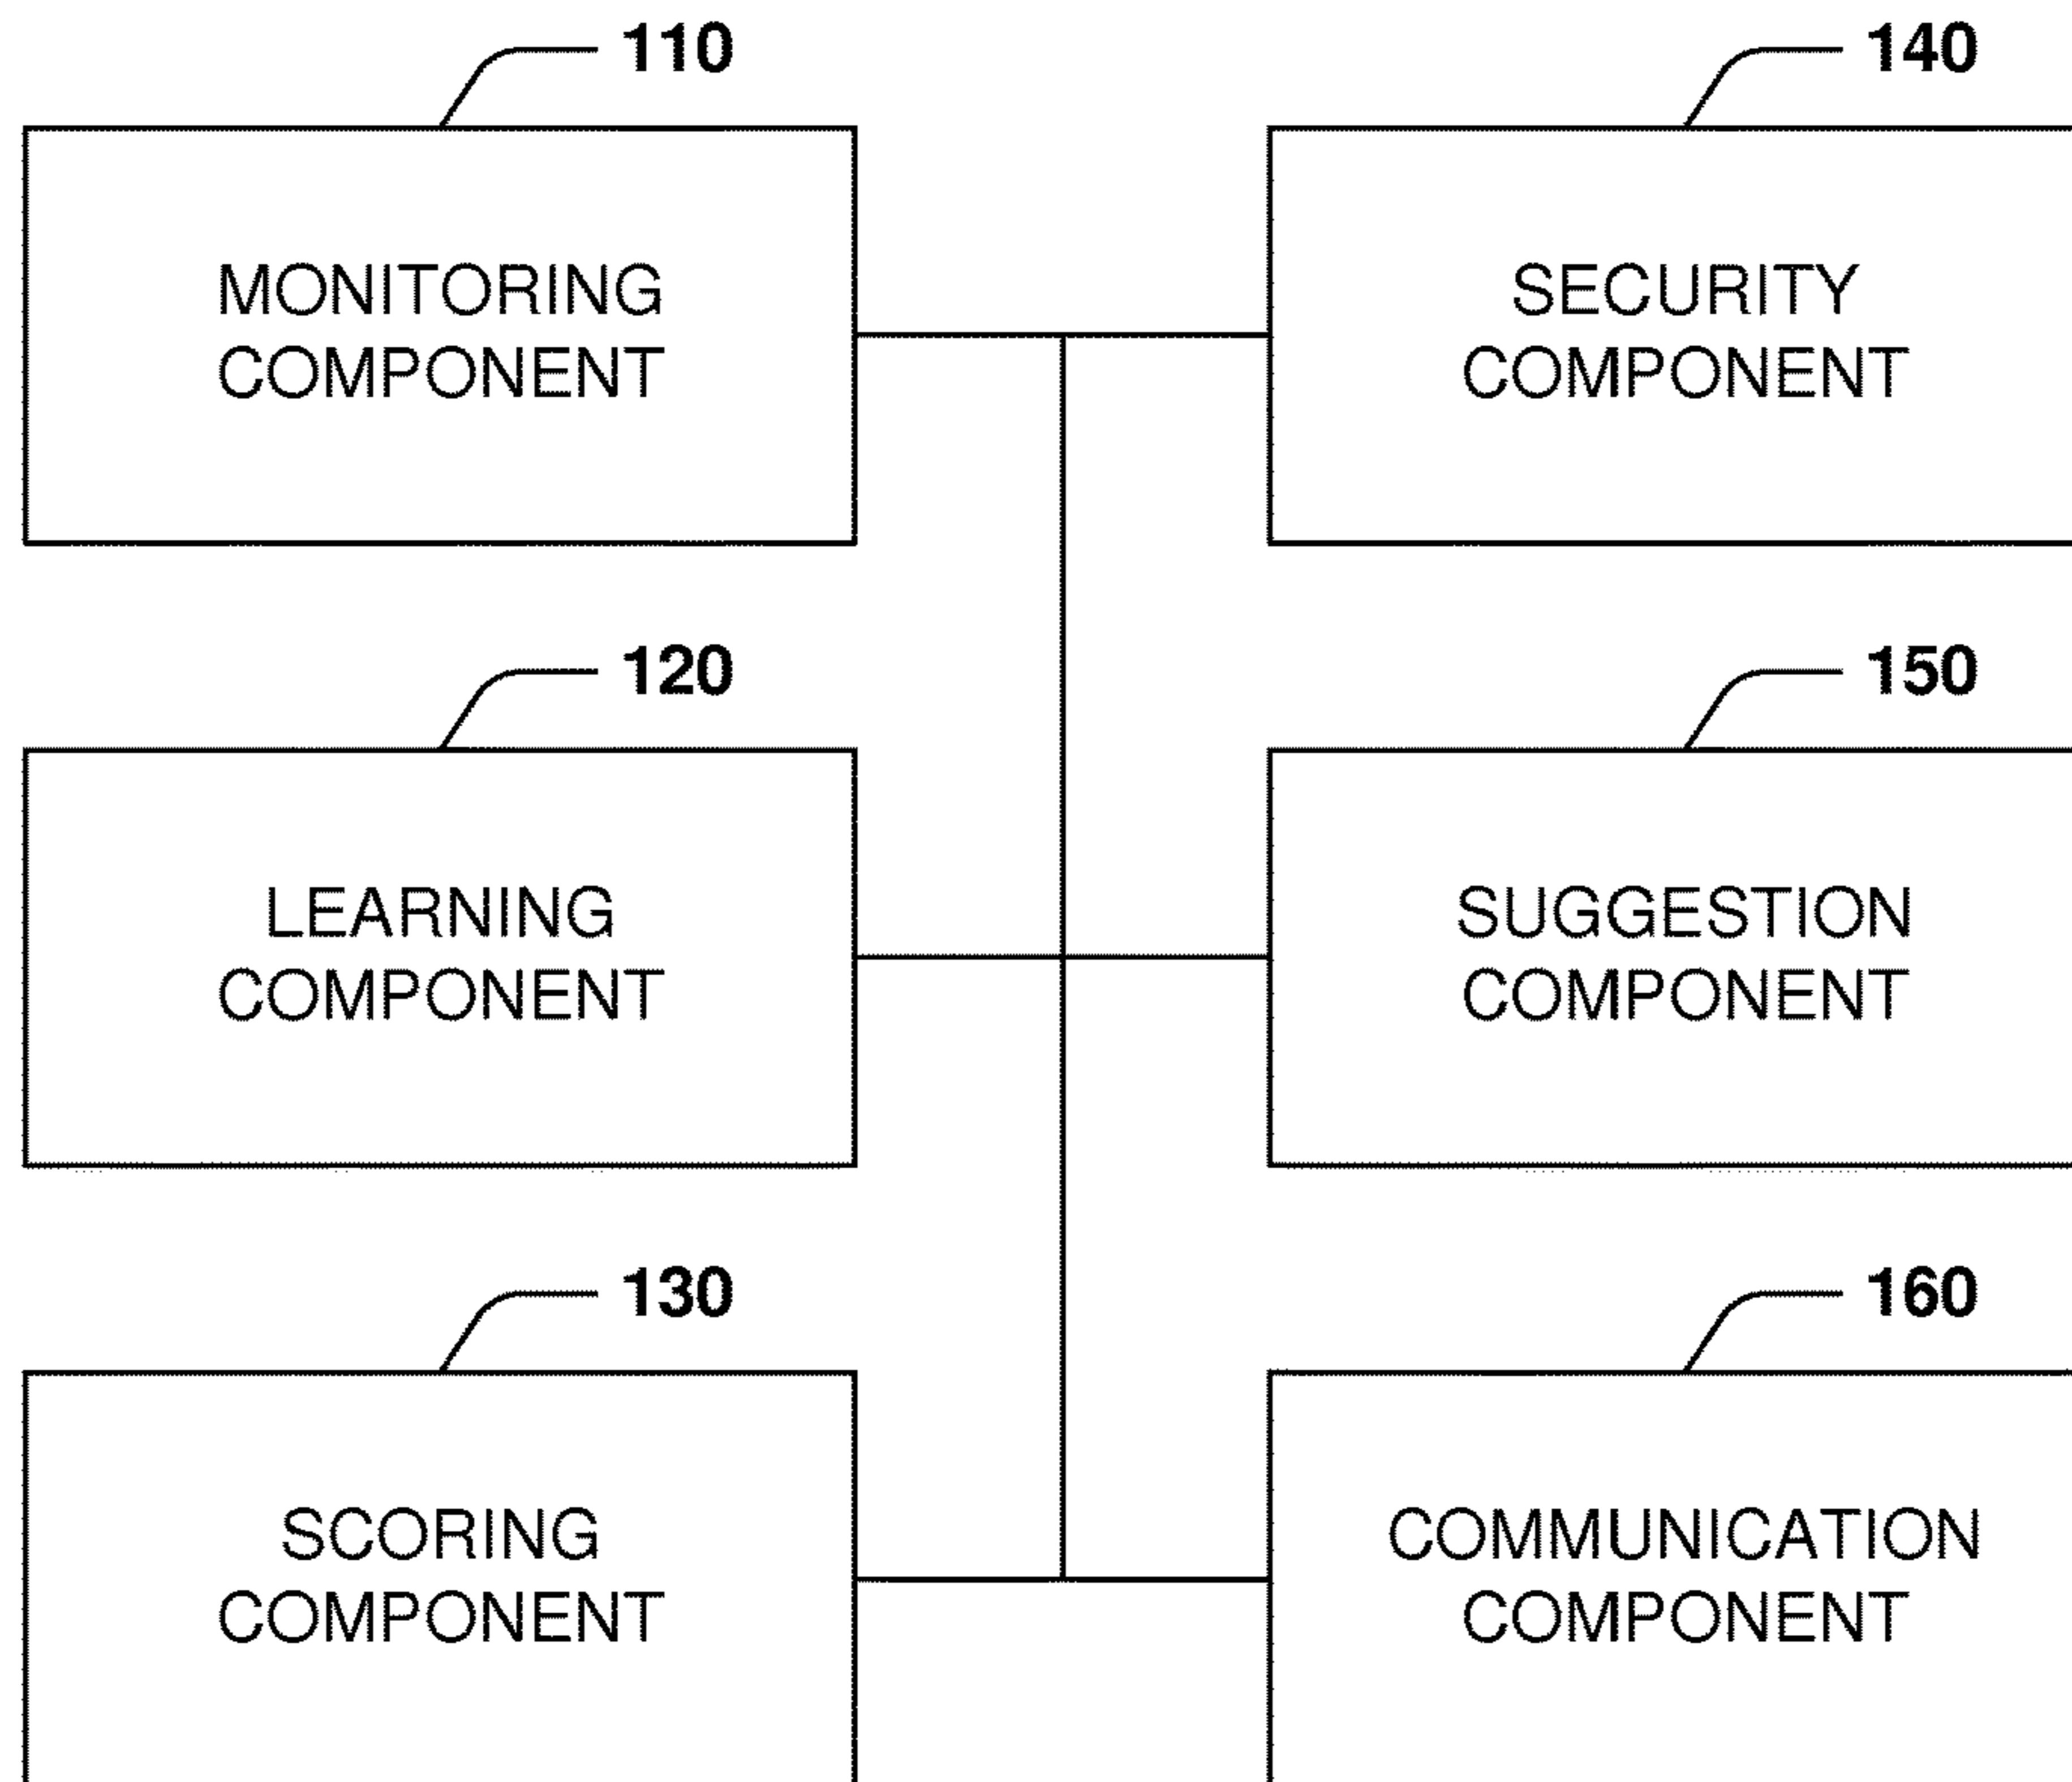 110
MONITORING
COMPONENT
140
SECURITY
COMPONENT
120
LEARNING
COMPONENT
150
SUGGESTION
COMPONENT
130
SCORING
COMPONENT
160
COMMUNICATION
COMPONENT